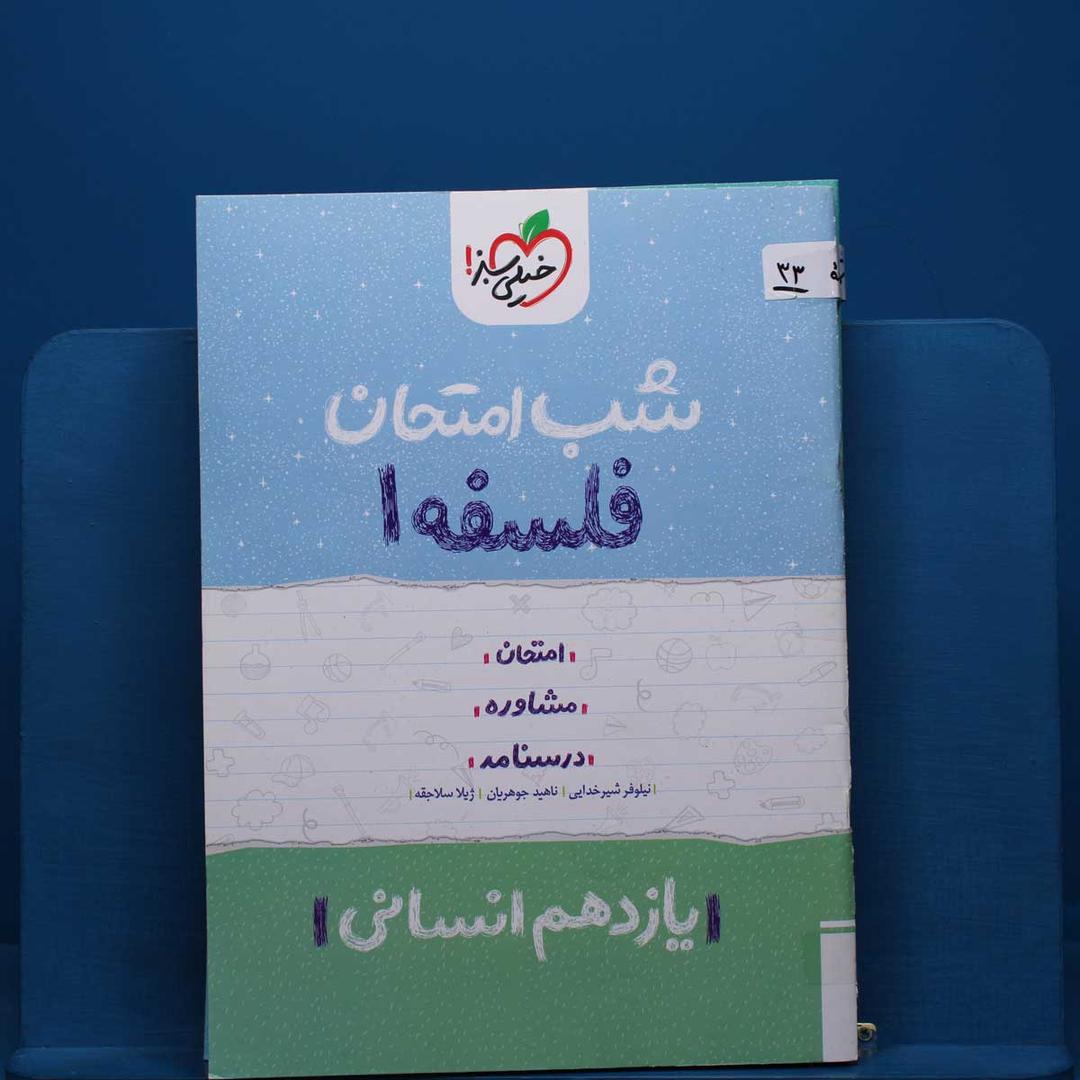 خیلی سبز!
۳۳
شب امتحان
فلسفه ۱
امتحان
مشاوره
درسنامه
| نیلوفر شیرخدایی | ناهید جوهریان | ژیلا سلاجقه |
یازدهم انسانی